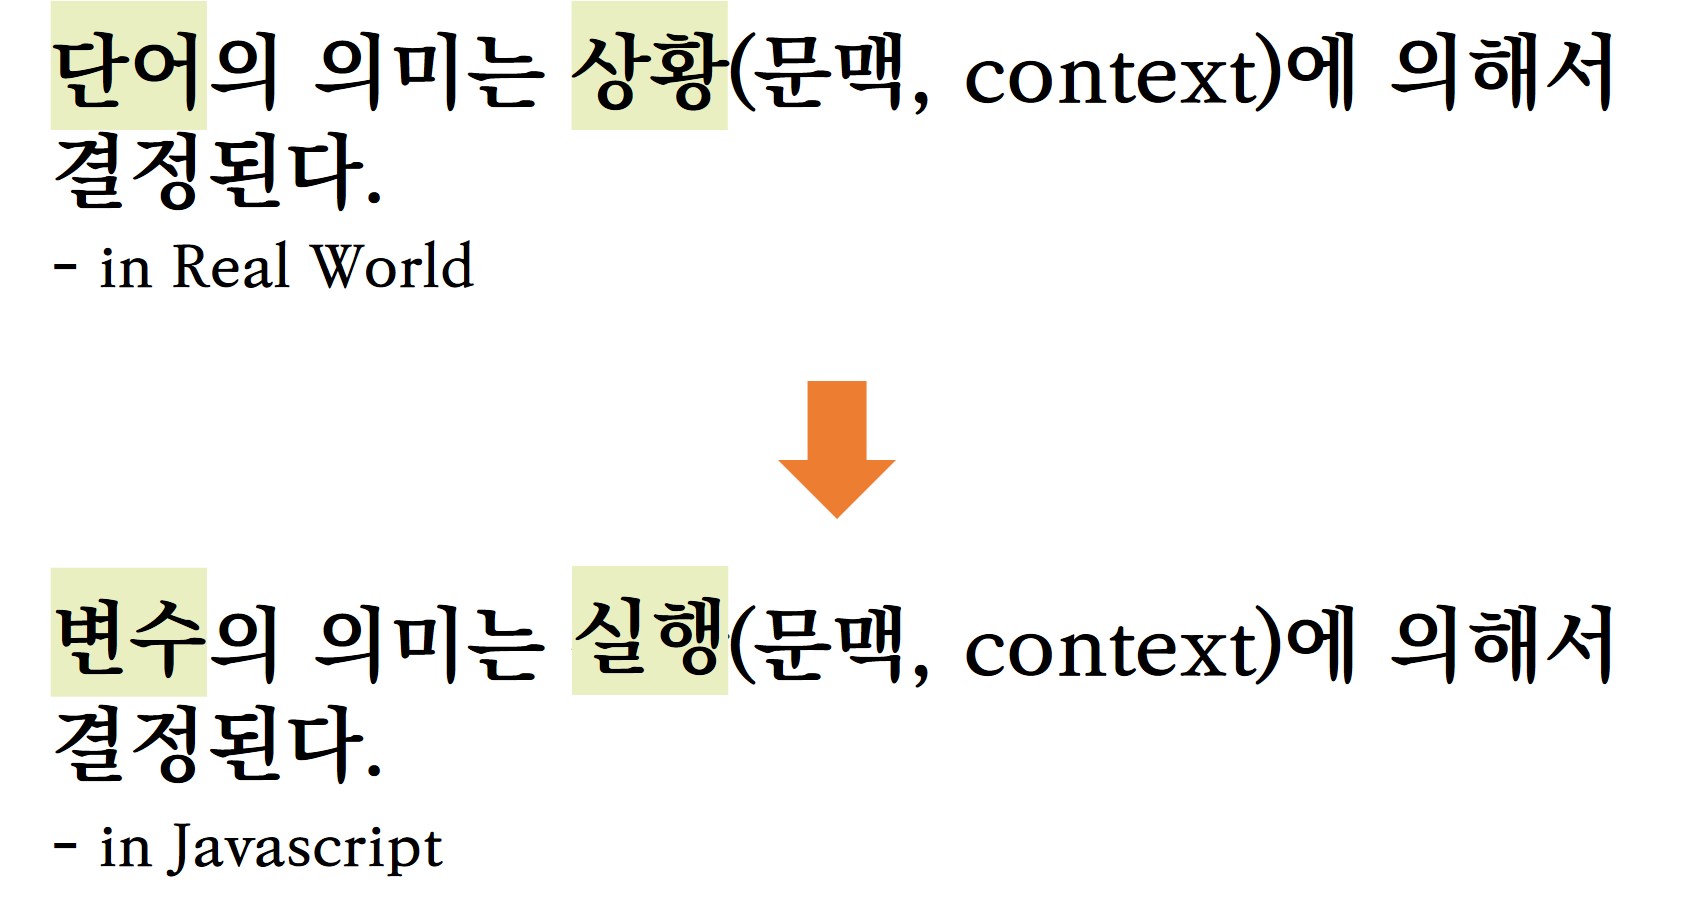 단어의 의미는 상황(문맥, context)에 의해서
결정된다.
- in Real World
변수의 의미는 실행(문맥, context)에 의해서
결정된다.
- in Javascript